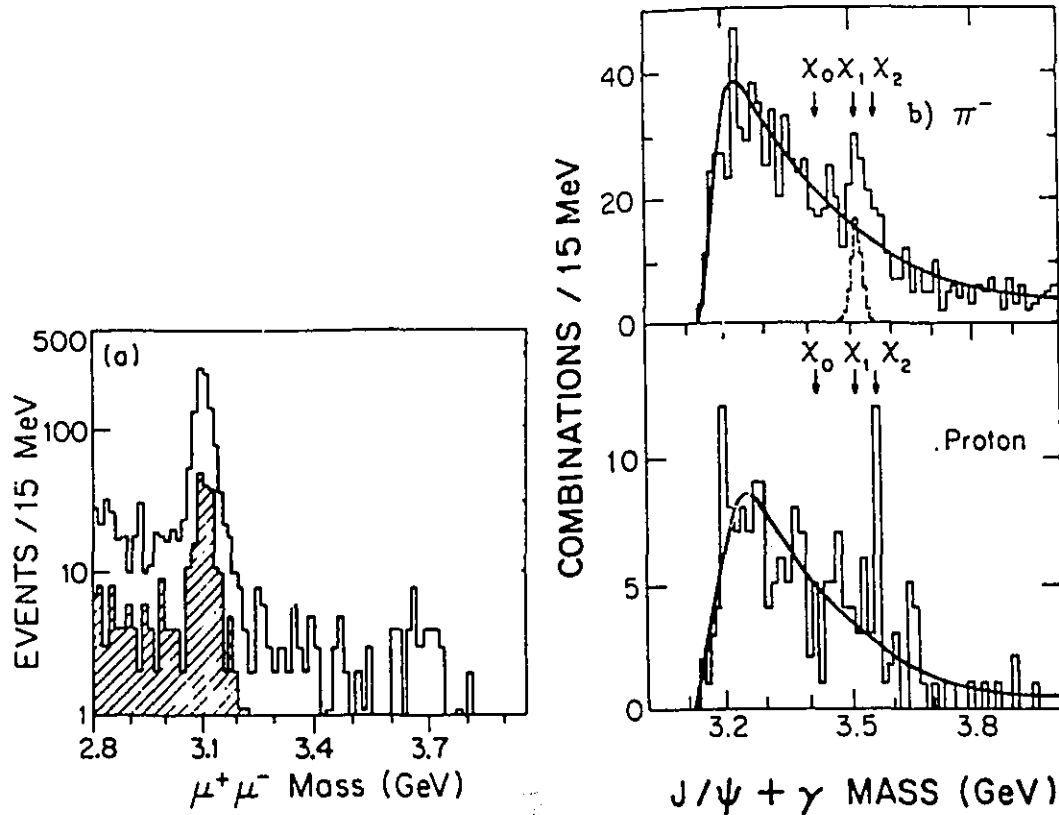 (a)
500
100
10
1
2.8 3.1 3.4 3.7
EVENTS / 15 MeV
μ⁺ μ⁻ Mass (GeV)
40
20
0
χ₀ χ₁ χ₂
b) π⁻
COMBINATIONS / 15 MeV
χ₀ χ₁ χ₂
.Proton
10
5
0
3.2 3.5 3.8
J/ψ + γ MASS (GeV)